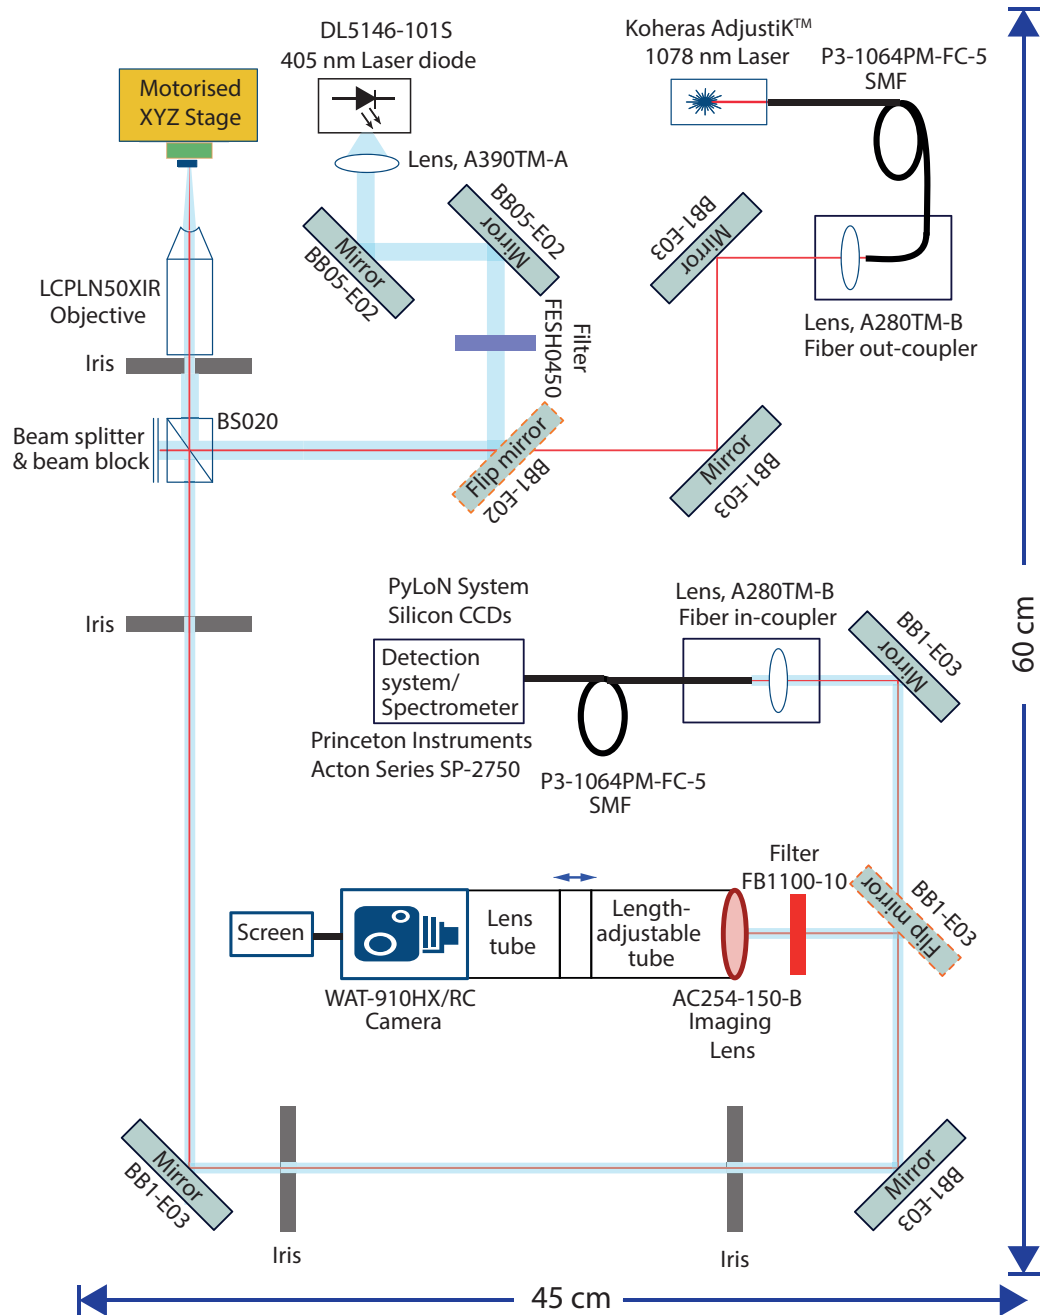 DL5146-101S
405 nm Laser diode
Koheras AdjustiK™
1078 nm Laser
P3-1064PM-FC-5
SMF
Motorised
XYZ Stage
Lens, A390TM-A
Mirror
BB05-E02
BB05-E02
Mirror
BB1-E03
Mirror
LCPLN50XIR
Objective
Lens, A280TM-B
Fiber out-coupler
Filter
FESH0450
Iris
BS020
Beam splitter
& beam block
Flip mirror
BB1-E02
Mirror
BB1-E03
Iris
PyLoN System
Silicon CCDs
Lens, A280TM-B
Fiber in-coupler
BB1-E03
Mirror
Detection
system/
Spectrometer
Princeton Instruments
Acton Series SP-2750
P3-1064PM-FC-5
SMF
60 cm
Filter
FB1100-10
BB1-E03
Flip mirror
Screen
Lens
tube
Length-
adjustable
tube
WAT-910HX/RC
Camera
AC254-150-B
Imaging
Lens
Mirror
BB1-E03
Iris
Iris
Mirror
BB1-E03
45 cm